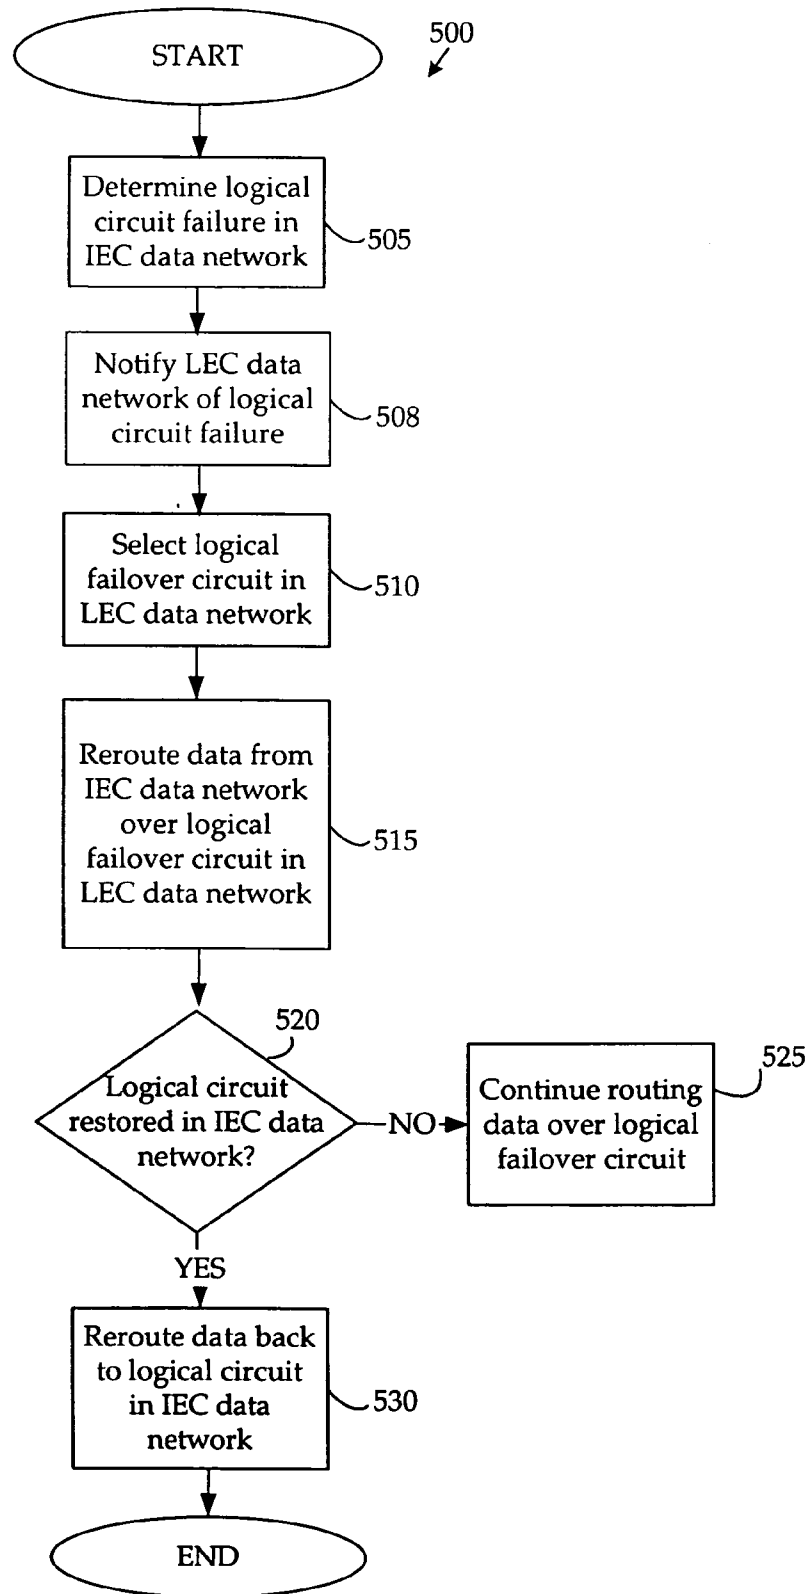 START
500
Determine logical
circuit failure in
IEC data network
505
Notify LEC data
network of logical
circuit failure
508
Select logical
failover circuit in
LEC data network
510
Reroute data from
IEC data network
over logical
failover circuit in
LEC data network
515
520
Logical circuit
restored in IEC data
network?
NO
525
Continue routing
data over logical
failover circuit
YES
Reroute data back
to logical circuit
in IEC data
network
530
END